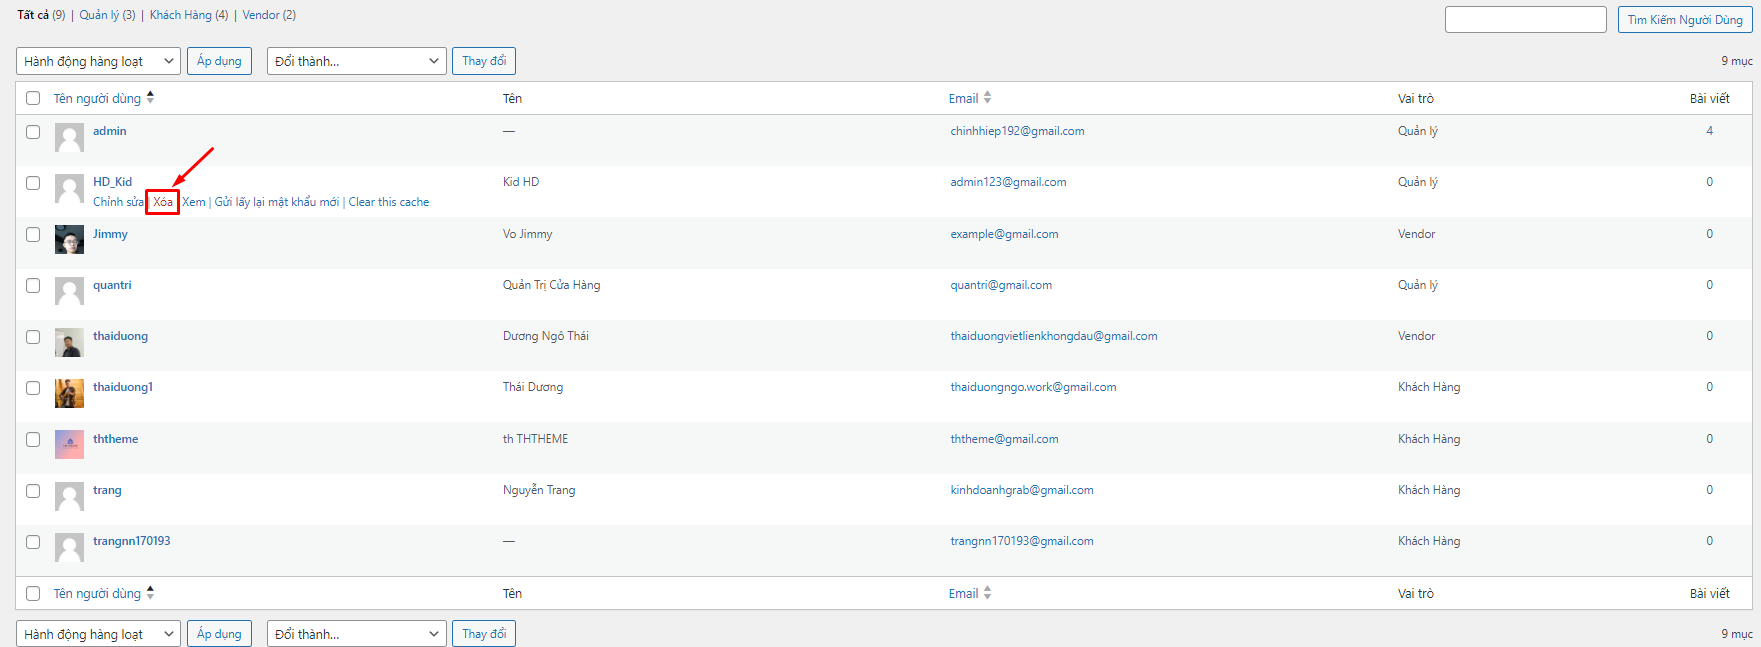 Tất cả (9) | Quản lý (3) | Khách Hàng (4) | Vendor (2)
Tìm Kiếm Người Dùng
Hành động hàng loạt Áp dụng Đổi thành... Thay đổi 9 mục
Tên người dùng Tên Email Vai trò Bài viết
admin — chinhhiep192@gmail.com Quản lý 4
HD_Kid Kid HD admin123@gmail.com Quản lý 0
Chỉnh sửa | Xóa Xem | Gửi lấy lại mật khẩu mới | Clear this cache
Jimmy Vo Jimmy example@gmail.com Vendor 0
quantri Quản Trị Cửa Hàng quantri@gmail.com Quản lý 0
thaiduong Dương Ngô Thái thaiduongvietlienkhongdau@gmail.com Vendor 0
thaiduong1 Thái Dương thaiduongngo.work@gmail.com Khách Hàng 0
ththeme th THTHEME ththeme@gmail.com Khách Hàng 0
trang Nguyễn Trang kinhdoanhgrab@gmail.com Khách Hàng 0
trangnn170193 — trangnn170193@gmail.com Khách Hàng 0
Tên người dùng Tên Email Vai trò Bài viết
Hành động hàng loạt Áp dụng Đổi thành... Thay đổi 9 mục